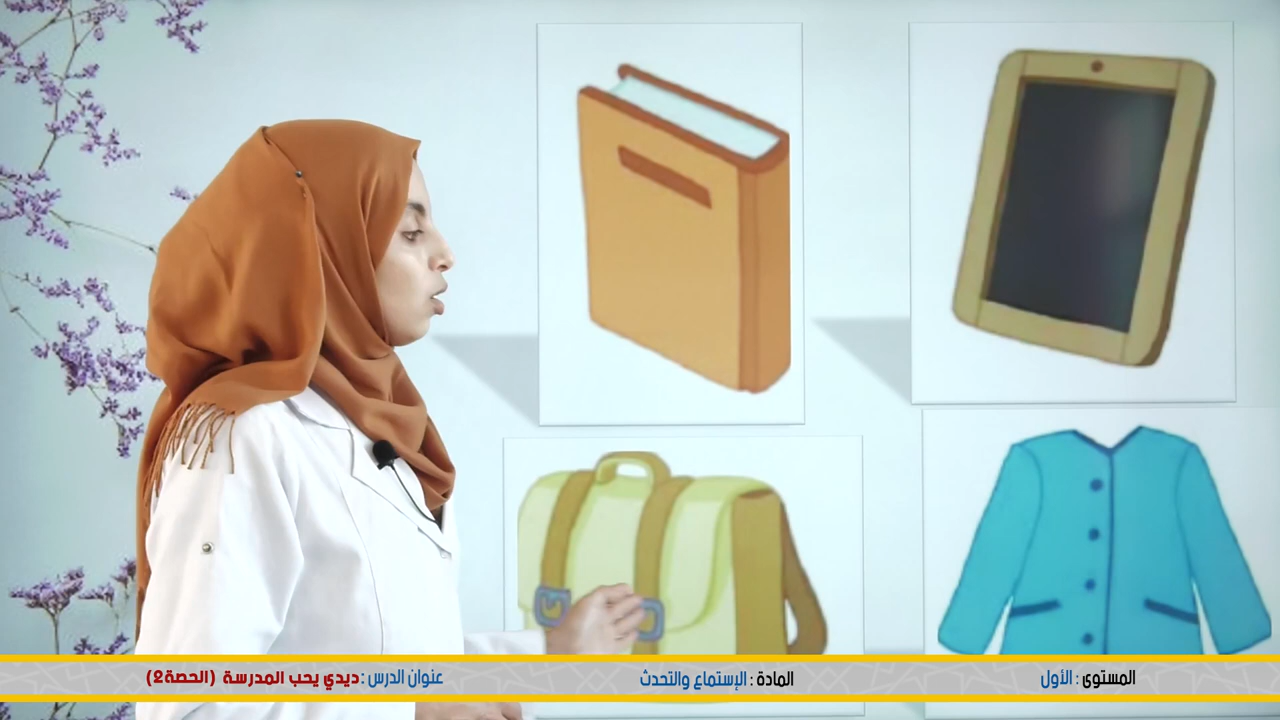 المستوى : الأول
المادة : الإستماع والتحدث
عنوان الدرس : ديدي يحب المدرسة (الحصة2)